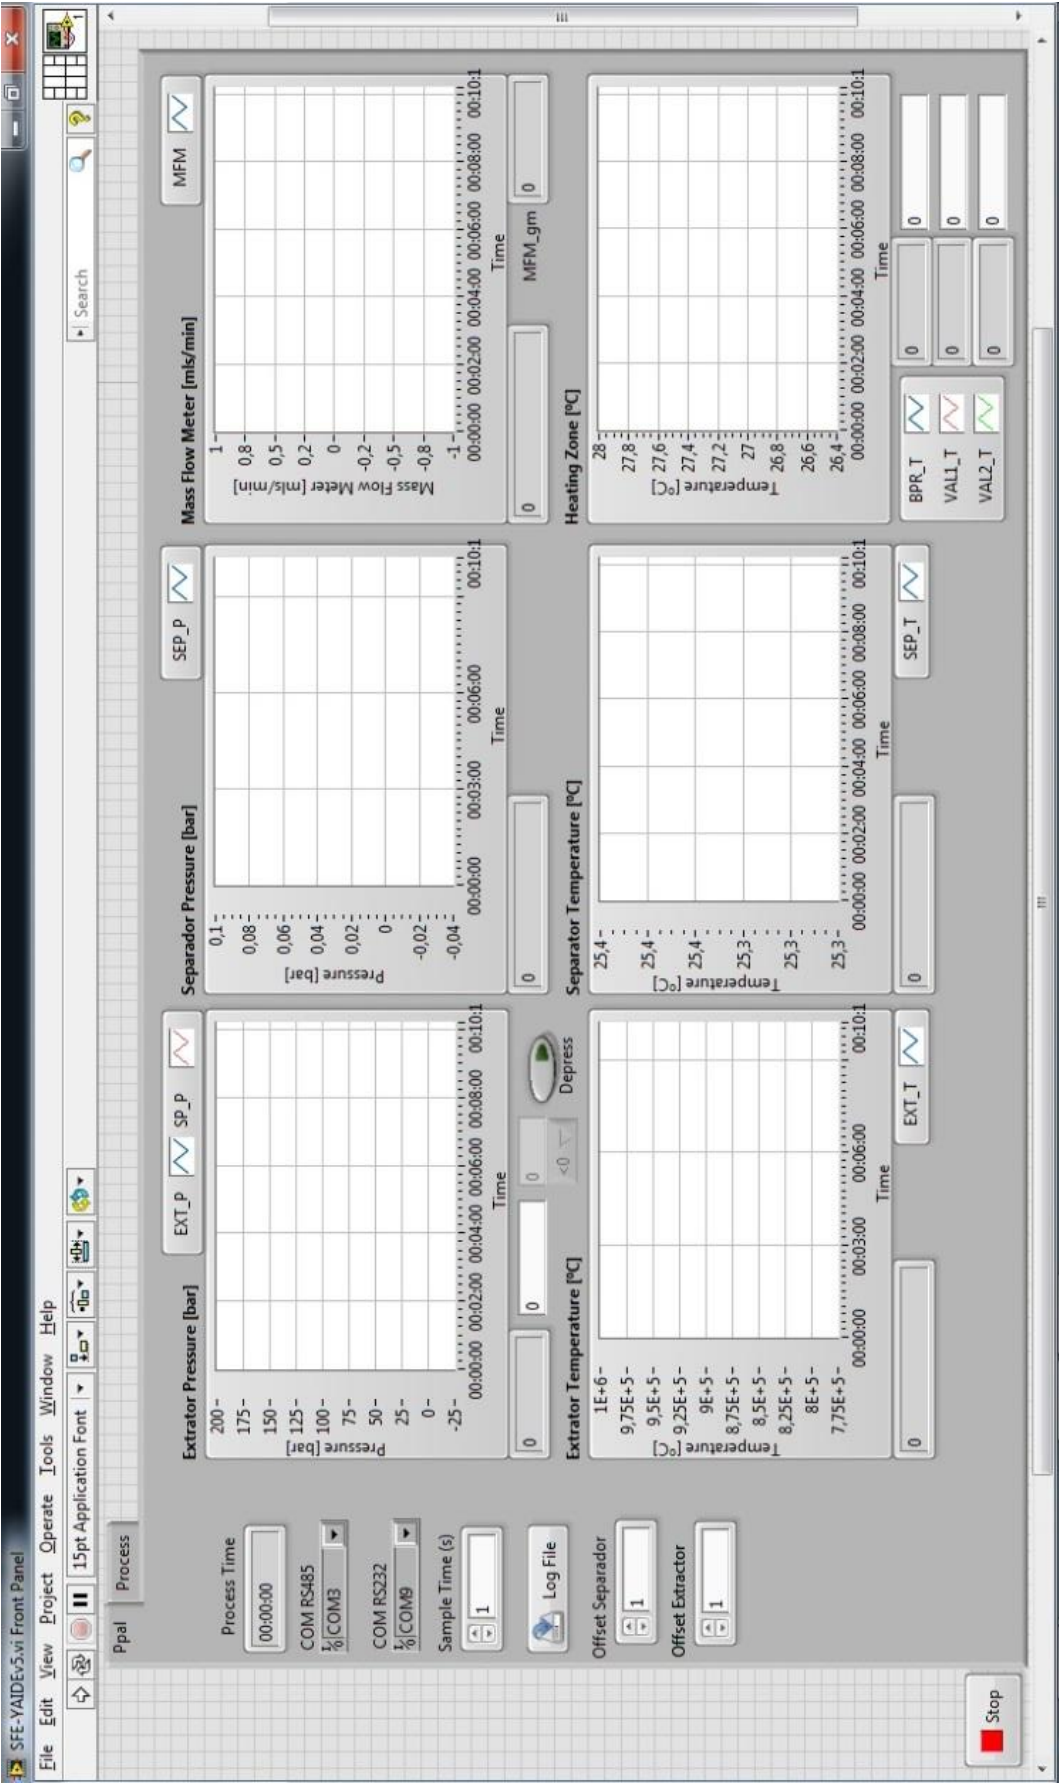 SFE-YAIDEv5.vi Front Panel
File Edit View Project Operate Tools Window Help
15pt Application Font
Search
1
Ppal Process
Process Time
00:00:00
COM RS485
COM3
COM RS232
COM9
Sample Time (s)
1
Log File
Offset Separador
1
Offset Extractor
1
Stop
Extrator Pressure [bar]
EXT_P SP_P
Pressure [bar]
200
175
150
125
100
75
50
25
0
-25
00:00:00 00:02:00 00:04:00 00:06:00 00:08:00 00:10:1
Time
0 0 0
<0
Depress
Separador Pressure [bar]
SEP_P
Pressure [bar]
0,1
0,08
0,06
0,04
0,02
0
-0,02
-0,04
00:00:00 00:03:00 00:06:00 00:10:1
Time
0
Mass Flow Meter [mls/min]
MFM
Mass Flow Meter [mls/min]
1
0,8
0,5
0,2
0
-0,2
-0,5
-0,8
-1
00:00:00 00:02:00 00:04:00 00:06:00 00:08:00 00:10:1
Time
0 MFM_gm 0
Extrator Temperature [ºC]
Temperature [ºC]
1E+6
9,75E+5
9,5E+5
9,25E+5
9E+5
8,75E+5
8,5E+5
8,25E+5
8E+5
7,75E+5
00:00:00 00:03:00 00:06:00 00:10:1
Time
0 EXT_T
Separator Temperature [ºC]
Temperature [ºC]
25,4
25,4
25,4
25,3
25,3
25,3
00:00:00 00:02:00 00:04:00 00:06:00 00:08:00 00:10:1
Time
0 SEP_T
Heating Zone [ºC]
Temperature [ºC]
28
27,8
27,6
27,4
27,2
27
26,8
26,6
26,4
00:00:00 00:02:00 00:04:00 00:06:00 00:08:00 00:10:1
Time
BPR_T 0 0
VAL1_T 0 0
VAL2_T 0 0